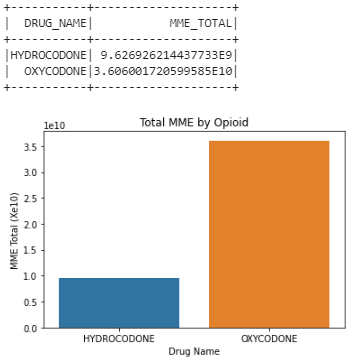 +-----------+--------------------+
|  DRUG_NAME|           MME_TOTAL|
+-----------+--------------------+
|HYDROCODONE| 9.626926214437733E9|
|  OXYCODONE|3.606001720599585E10|
+-----------+--------------------+
Total MME by Opioid
1e10
3.5
3.0
2.5
2.0
1.5
1.0
0.5
0.0
MME Total (Xe10)
HYDROCODONE OXYCODONE
Drug Name